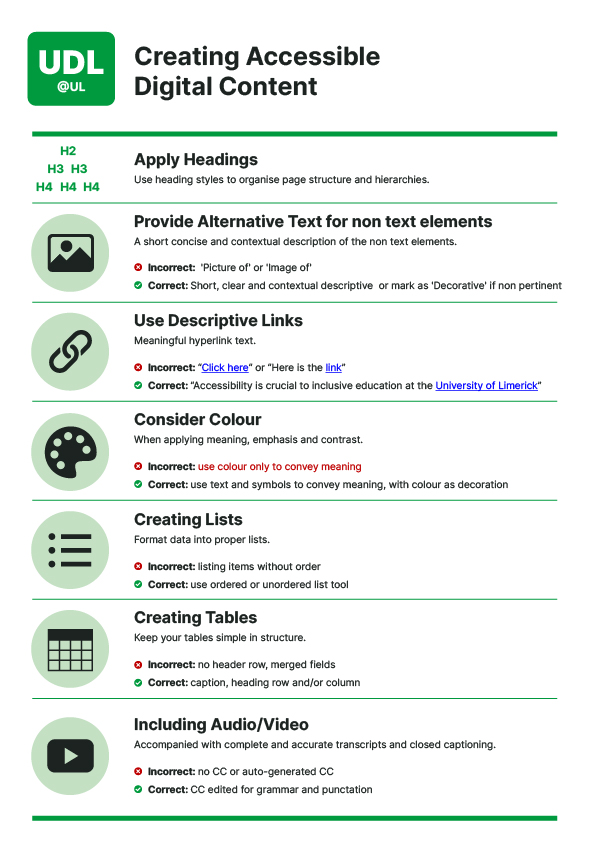 UDL
@UL
Creating Accessible
Digital Content
H2
H3 H3
H4 H4 H4
Apply Headings
Use heading styles to organise page structure and hierarchies.
Provide Alternative Text for non text elements
A short concise and contextual description of the non text elements.
Incorrect: 'Picture of' or 'Image of'
Correct: Short, clear and contextual descriptive or mark as 'Decorative' if non pertinent
Use Descriptive Links
Meaningful hyperlink text.
Incorrect: “Click here” or “Here is the link”
Correct: “Accessibility is crucial to inclusive education at the University of Limerick”
Consider Colour
When applying meaning, emphasis and contrast.
Incorrect: use colour only to convey meaning
Correct: use text and symbols to convey meaning, with colour as decoration
Creating Lists
Format data into proper lists.
Incorrect: listing items without order
Correct: use ordered or unordered list tool
Creating Tables
Keep your tables simple in structure.
Incorrect: no header row, merged fields
Correct: caption, heading row and/or column
Including Audio/Video
Accompanied with complete and accurate transcripts and closed captioning.
Incorrect: no CC or auto-generated CC
Correct: CC edited for grammar and punctation